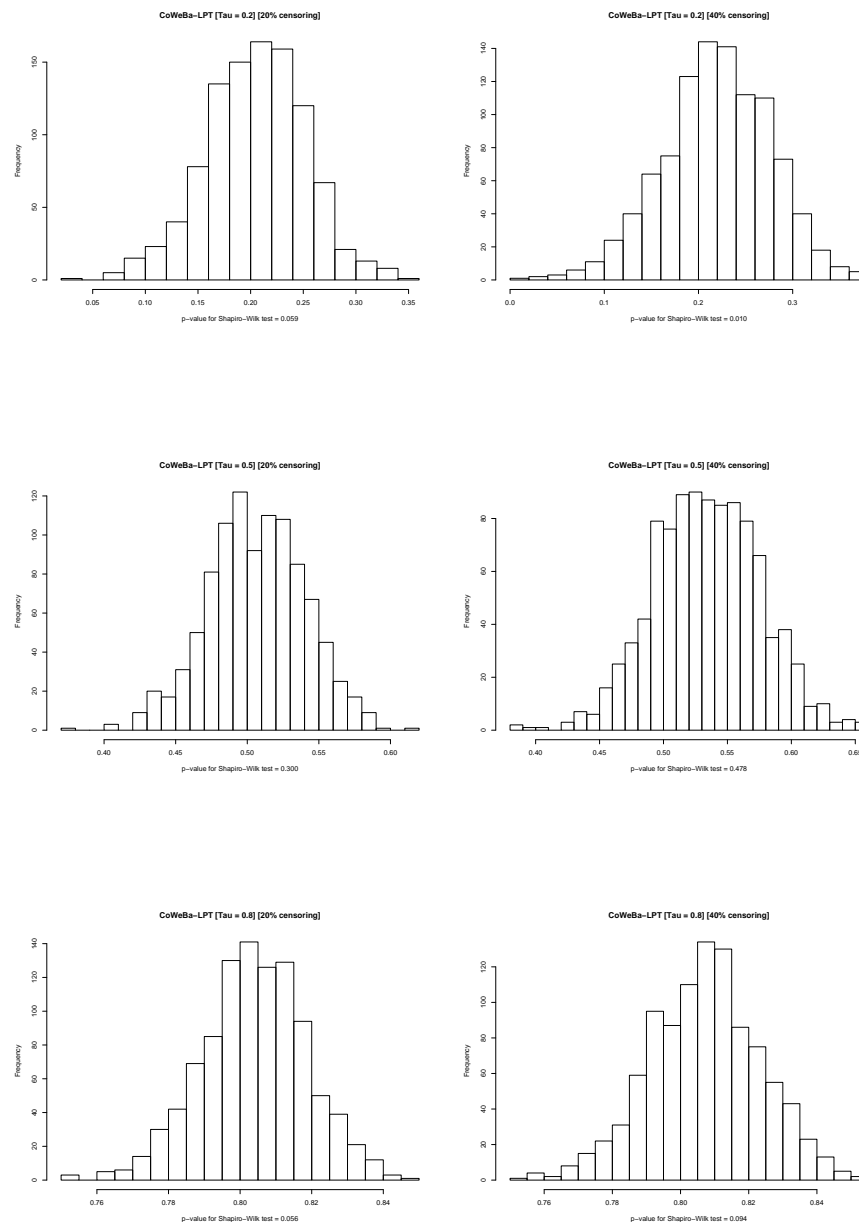 CoWeBa−LPT [Tau = 0.2] [20% censoring]
Frequency
0
50
100
150
0.05 0.10 0.15 0.20 0.25 0.30 0.35
p−value for Shapiro−Wilk test = 0.059
CoWeBa−LPT [Tau = 0.2] [40% censoring]
Frequency
0
20
40
60
80
100
120
140
0.0 0.1 0.2 0.3
p−value for Shapiro−Wilk test = 0.010
CoWeBa−LPT [Tau = 0.5] [20% censoring]
Frequency
0
20
40
60
80
100
120
0.40 0.45 0.50 0.55 0.60
p−value for Shapiro−Wilk test = 0.300
CoWeBa−LPT [Tau = 0.5] [40% censoring]
Frequency
0
20
40
60
80
0.40 0.45 0.50 0.55 0.60 0.65
p−value for Shapiro−Wilk test = 0.478
CoWeBa−LPT [Tau = 0.8] [20% censoring]
Frequency
0
20
40
60
80
100
120
140
0.76 0.78 0.80 0.82 0.84
p−value for Shapiro−Wilk test = 0.056
CoWeBa−LPT [Tau = 0.8] [40% censoring]
Frequency
0
20
40
60
80
100
120
0.76 0.78 0.80 0.82 0.84
p−value for Shapiro−Wilk test = 0.094